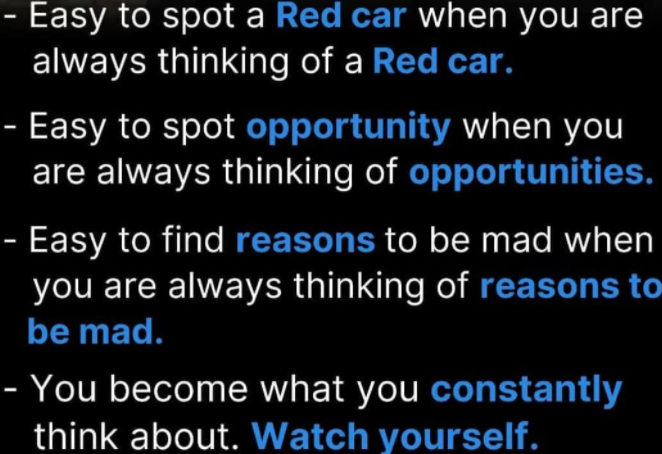 - Easy to spot a Red car when you are
always thinking of a Red car.
- Easy to spot opportunity when you
are always thinking of opportunities.
- Easy to find reasons to be mad when
you are always thinking of reasons to
be mad.
- You become what you constantly
think about. Watch yourself.